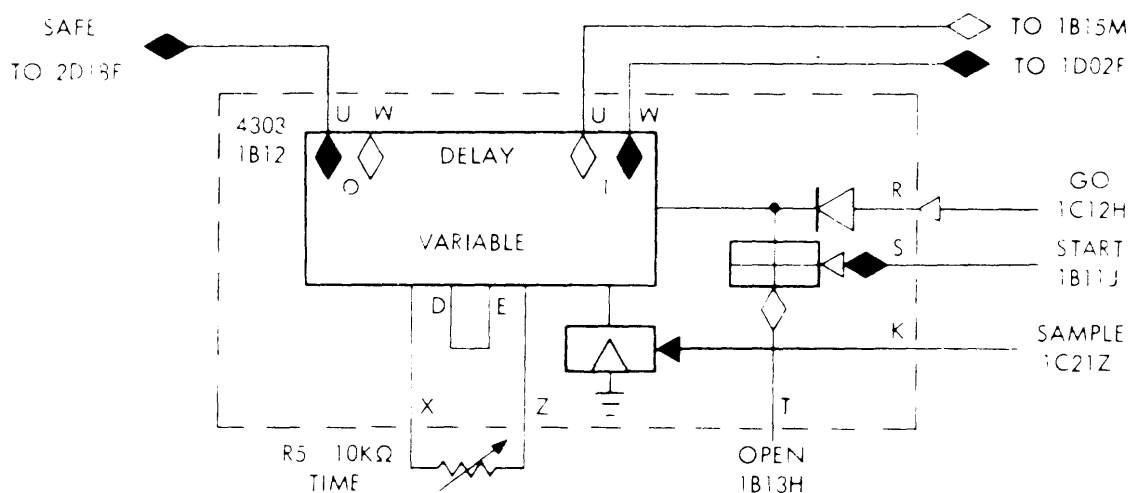 SAFE
TO 2D18F
TO 1B15M
TO 1D02F
4303
1B12
U W
U W
DELAY
O
1
VARIABLE
R
GO
1C12H
S
START
1B11J
D E
K
SAMPLE
1C21Z
X Z
T
R5 10KΩ
TIME
OPEN
1B13H